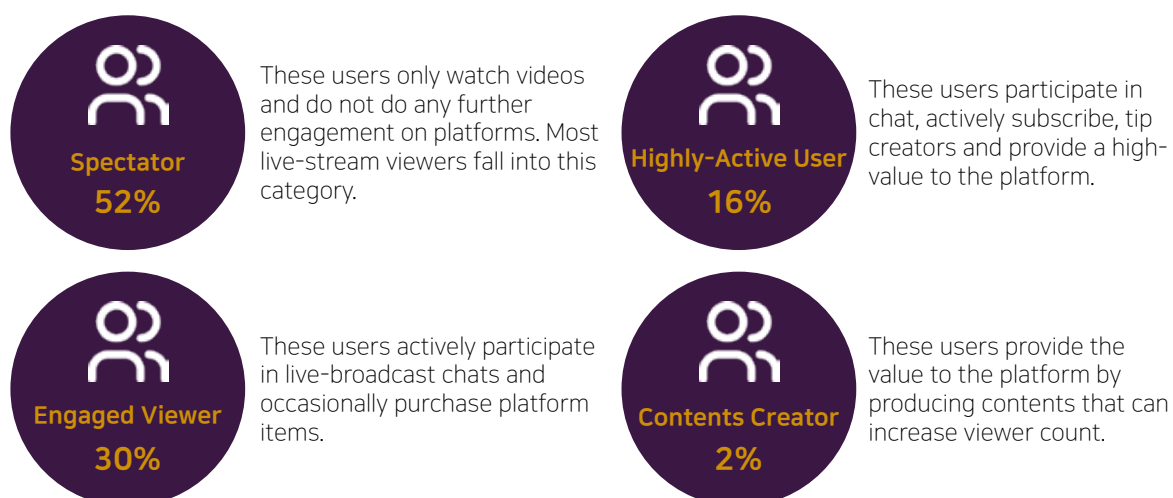 Spectator
52%
These users only watch videos
and do not do any further
engagement on platforms. Most
live-stream viewers fall into this
category.
Highly-Active User
16%
These users participate in
chat, actively subscribe, tip
creators and provide a high-
value to the platform.
Engaged Viewer
30%
These users actively participate
in live-broadcast chats and
occasionally purchase platform
items.
Contents Creator
2%
These users provide the
value to the platform by
producing contents that can
increase viewer count.